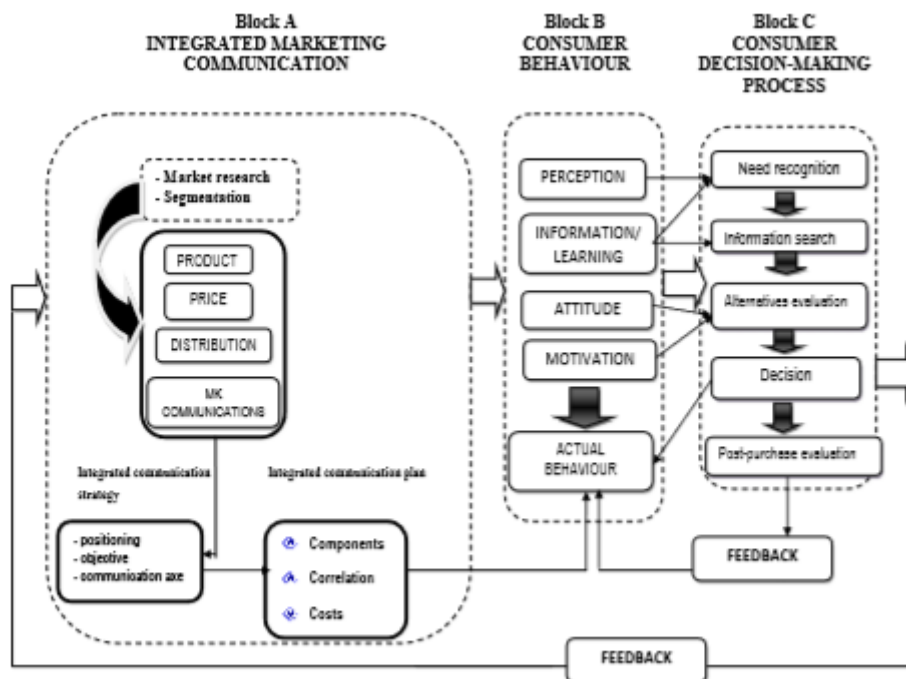 Block A
INTEGRATED MARKETING
COMMUNICATION
Block B
CONSUMER
BEHAVIOUR
Block C
CONSUMER
DECISION-MAKING
PROCESS
- Market research
- Segmentation
PRODUCT
PRICE
DISTRIBUTION
MK
COMMUNICATIONS
Integrated communication
strategy
Integrated communication plan
- positioning
- objective
- communication axe
Components
Correlation
Costs
PERCEPTION
INFORMATION/
LEARNING
ATTITUDE
MOTIVATION
ACTUAL
BEHAVIOUR
Need recognition
Information search
Alternatives evaluation
Decision
Post-purchase evaluation
FEEDBACK
FEEDBACK